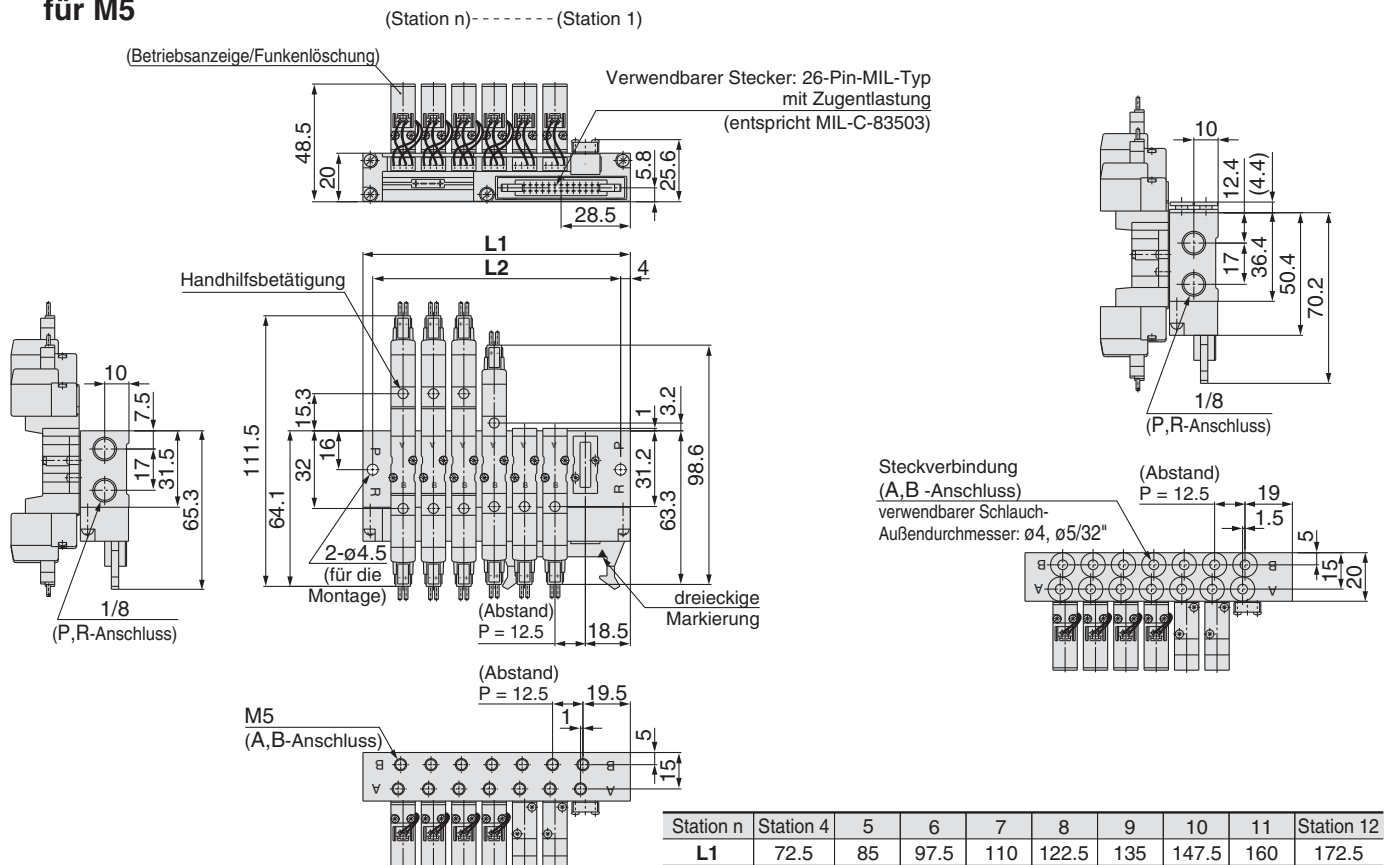 für M5
(Station n)--------(Station 1)
(Betriebsanzeige/Funkenlöschung)
Verwendbarer Stecker: 26-Pin-MIL-Typ
mit Zugentlastung
(entspricht MIL-C-83503)
48.5
20
5.8
25.6
28.5
L1
L2
4
Handhilfsbetätigung
111.5
15.3
16
32
64.1
P
R
A A A A
B B B B
P
R
1
3.2
31.2
63.3
98.6
2-ø4.5
(für die
Montage)
(Abstand)
P = 12.5
18.5
dreieckige
Markierung
10
7.5
17
31.5
65.3
1/8
(P,R-Anschluss)
10
12.4
(4.4)
17
36.4
50.4
70.2
1/8
(P,R-Anschluss)
Steckverbindung
(A,B -Anschluss)
verwendbarer Schlauch-
Außendurchmesser: ø4, ø5/32"
(Abstand)
P = 12.5
19
1.5
5
15
20
B B
A A
(Abstand)
P = 12.5
19.5
1
M5
(A,B-Anschluss)
5
15
B B
A A
Station n Station 4 5 6 7 8 9 10 11 Station 12
L1 72.5 85 97.5 110 122.5 135 147.5 160 172.5